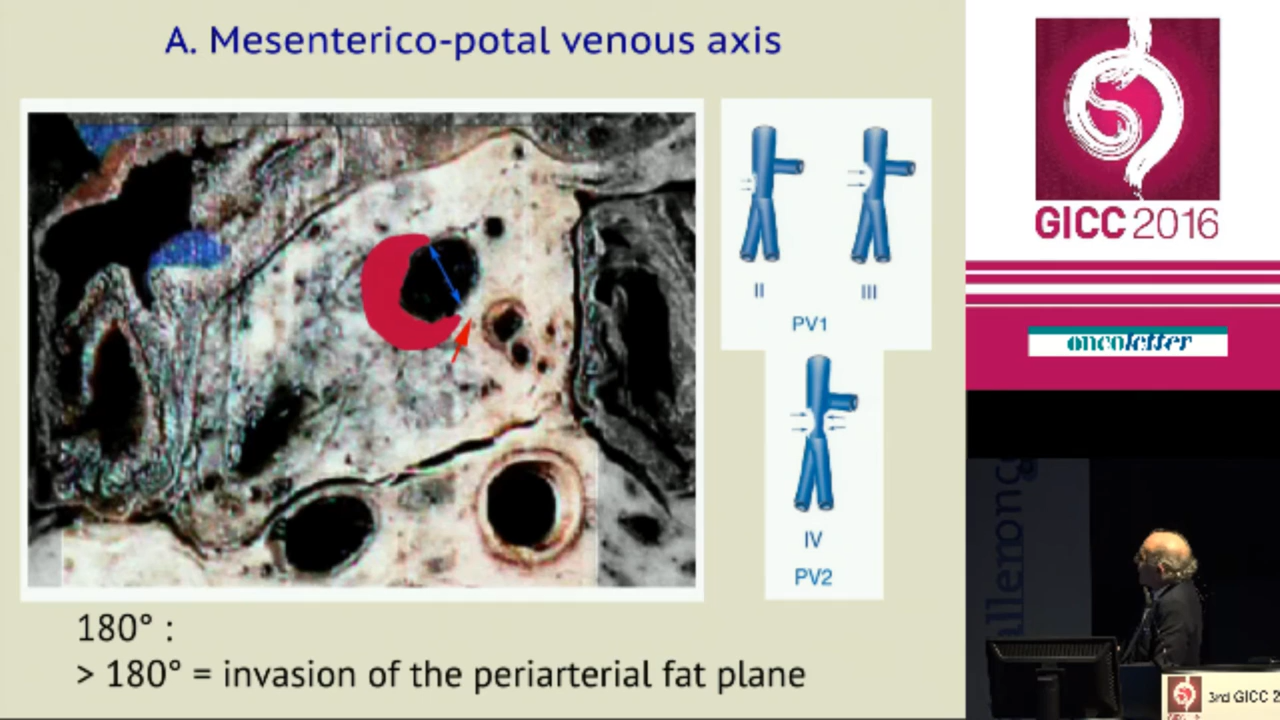 A. Mesenterico-potal venous axis
II
III
PV1
IV
PV2
180° :
> 180° = invasion of the periarterial fat plane
GICC 2016
oncoletter
allemon
3rd GICC 2